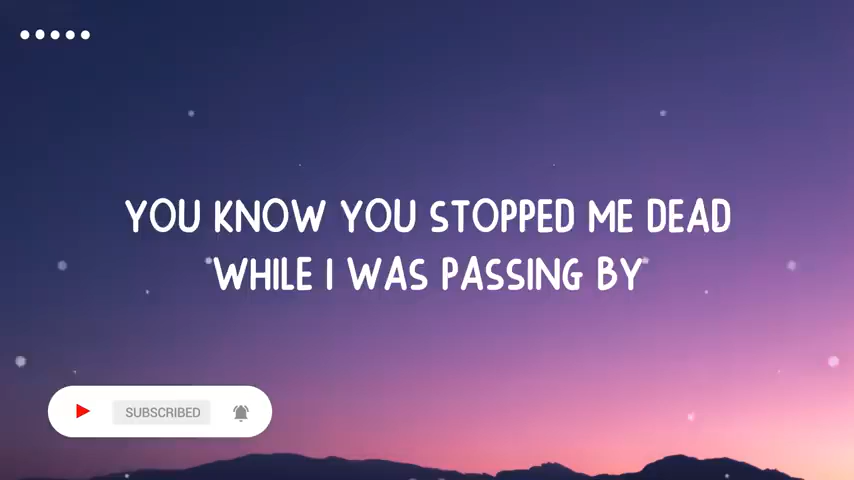 YOU KNOW YOU STOPPED ME DEAD
WHILE I WAS PASSING BY
SUBSCRIBED